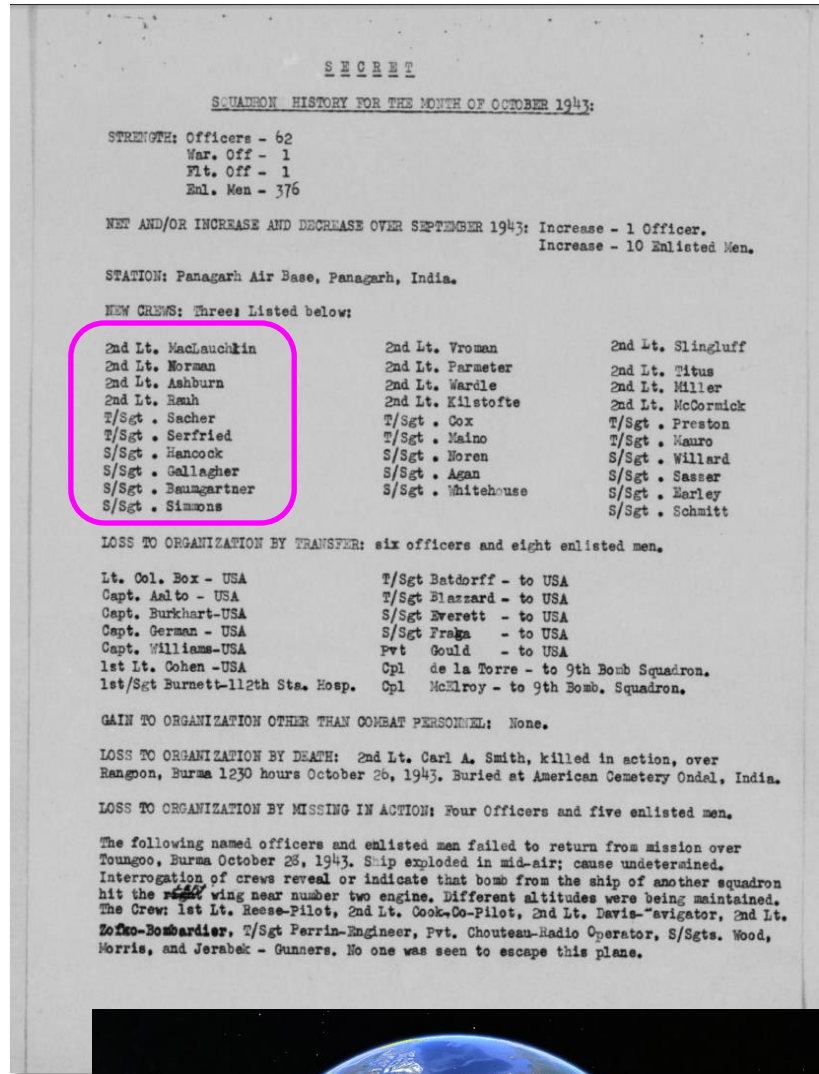 SECRET
SQUADRON HISTORY FOR THE MONTH OF OCTOBER 1943:
STRENGTH: Officers - 62
War. Off - 1
Flt. Off - 1
Enl. Men - 376
NET AND/OR INCREASE AND DECREASE OVER SEPTEMBER 1943: Increase - 1 Officer.
Increase - 10 Enlisted Men.
STATION: Panagarh Air Base, Panagarh, India.
NEW CREWS: Three: Listed below:
2nd Lt. MacLauchlin 2nd Lt. Vroman 2nd Lt. Slingluff
2nd Lt. Norman 2nd Lt. Parmeter 2nd Lt. Titus
2nd Lt. Ashburn 2nd Lt. Wardle 2nd Lt. Miller
2nd Lt. Rauh 2nd Lt. Kilstofte 2nd Lt. McCormick
T/Sgt . Sacher T/Sgt . Cox T/Sgt . Preston
T/Sgt . Serfried T/Sgt . Maino T/Sgt . Mauro
S/Sgt . Hancock S/Sgt . Noren S/Sgt . Willard
S/Sgt . Gallagher S/Sgt . Agan S/Sgt . Sasser
S/Sgt . Baumgartner S/Sgt . Whitehouse S/Sgt . Earley
S/Sgt . Simmons S/Sgt . Schmitt
LOSS TO ORGANIZATION BY TRANSFER: six officers and eight enlisted men.
Lt. Col. Box - USA T/Sgt Batdorff - to USA
Capt. Aalto - USA T/Sgt Blazzard - to USA
Capt. Burkhart-USA S/Sgt Everett - to USA
Capt. German - USA S/Sgt Fraga - to USA
Capt. Williams-USA Pvt Gould - to USA
1st Lt. Cohen -USA Cpl de la Torre - to 9th Bomb Squadron.
1st/Sgt Burnett-112th Sta. Hosp. Cpl McElroy - to 9th Bomb. Squadron.
GAIN TO ORGANIZATION OTHER THAN COMBAT PERSONNEL: None.
LOSS TO ORGANIZATION BY DEATH: 2nd Lt. Carl A. Smith, killed in action, over
Rangoon, Burma 1230 hours October 26, 1943. Buried at American Cemetery Ondal, India.
LOSS TO ORGANIZATION BY MISSING IN ACTION: Four Officers and five enlisted men.
The following named officers and enlisted men failed to return from mission over
Toungoo, Burma October 28, 1943. Ship exploded in mid-air; cause undetermined.
Interrogation of crews reveal or indicate that bomb from the ship of another squadron
hit the wing near number two engine. Different altitudes were being maintained.
The Crew: 1st Lt. Reese-Pilot, 2nd Lt. Cook-Co-Pilot, 2nd Lt. Davis-"avigator, 2nd Lt.
Zofko-Bombardier, T/Sgt Perrin-Engineer, Pvt. Chouteau-Radio Operator, S/Sgts. Wood,
Morris, and Jerabek - Gunners. No one was seen to escape this plane.